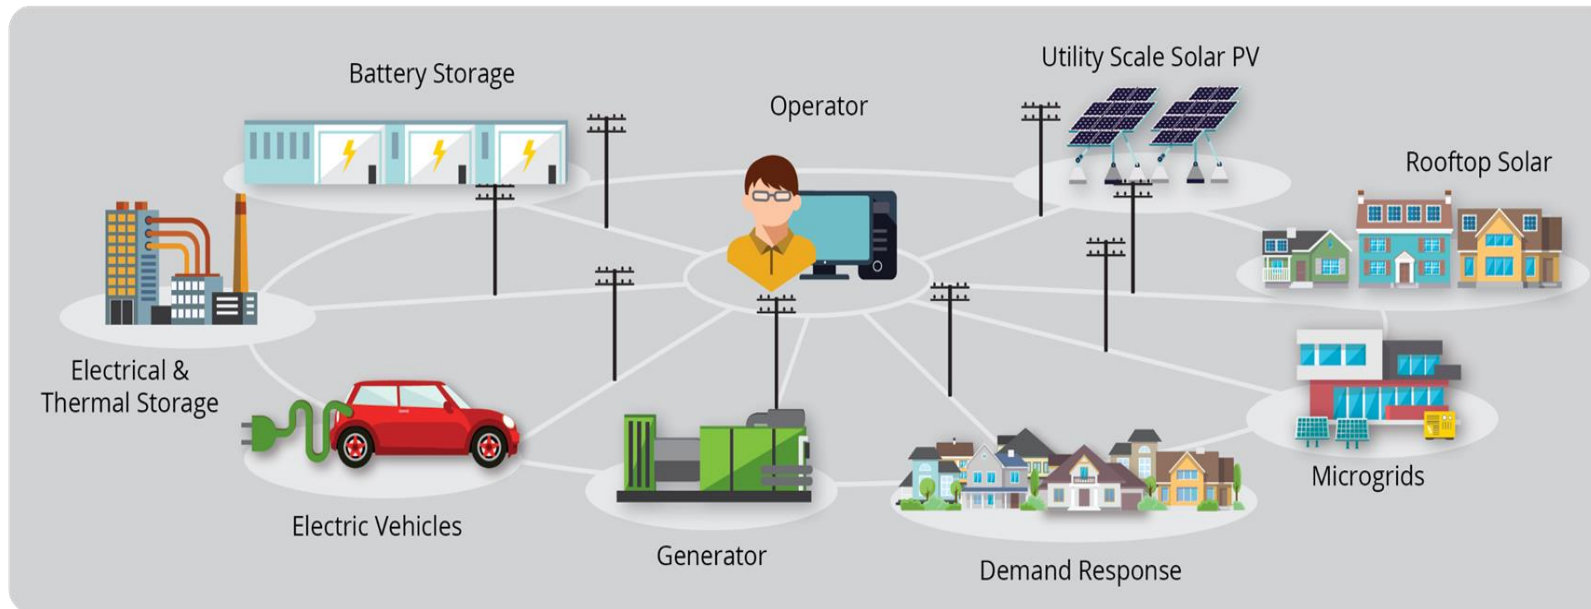 Battery Storage
Operator
Utility Scale Solar PV
Rooftop Solar
Electrical &
Thermal Storage
Electric Vehicles
Generator
Demand Response
Microgrids